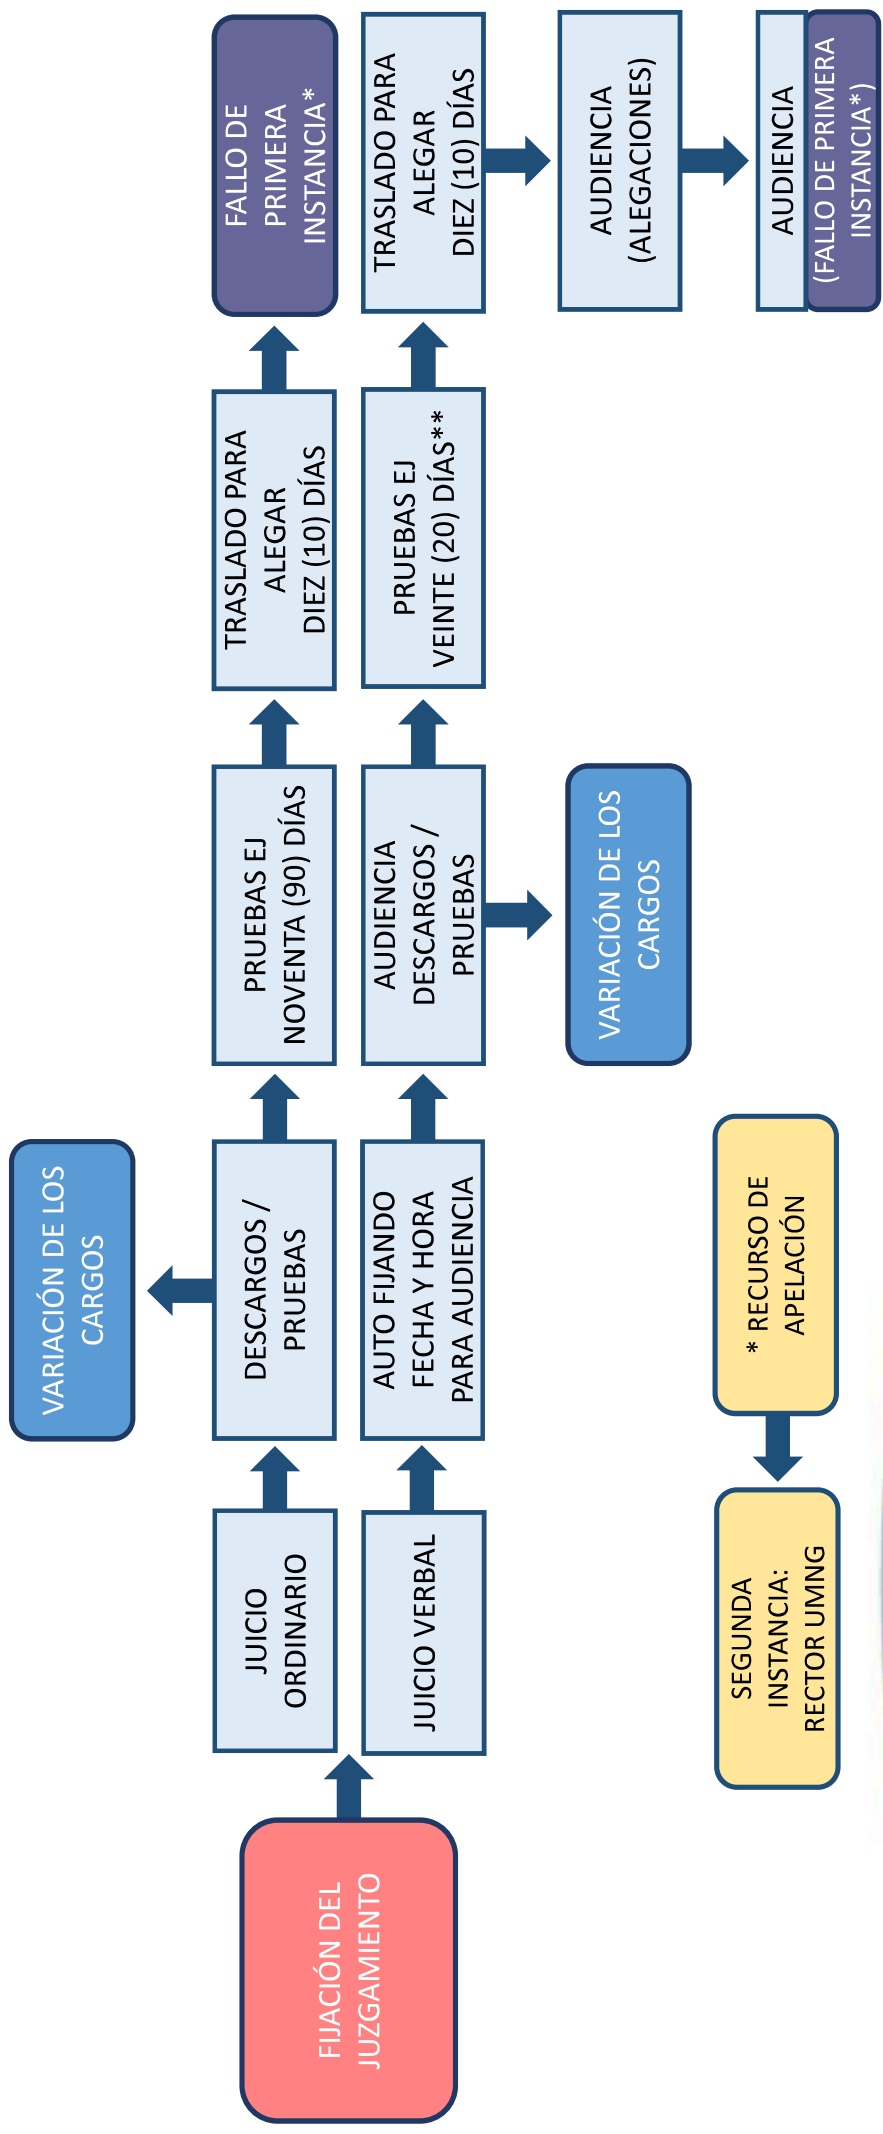 FIJACIÓN DEL
JUZGAMIENTO
JUICIO
ORDINARIO
DESCARGOS /
PRUEBAS
VARIACIÓN DE LOS
CARGOS
PRUEBAS EJ
NOVENTA (90) DÍAS
TRASLADO PARA
ALEGAR
DIEZ (10) DÍAS
FALLO DE
PRIMERA
INSTANCIA*
JUICIO VERBAL
AUTO FIJANDO
FECHA Y HORA
PARA AUDIENCIA
AUDIENCIA
DESCARGOS /
PRUEBAS
VARIACIÓN DE LOS
CARGOS
PRUEBAS EJ
VEINTE (20) DÍAS**
TRASLADO PARA
ALEGAR
DIEZ (10) DÍAS
AUDIENCIA
(ALEGACIONES)
AUDIENCIA
(FALLO DE PRIMERA
INSTANCIA*)
* RECURSO DE
APELACIÓN
SEGUNDA
INSTANCIA:
RECTOR UMNG